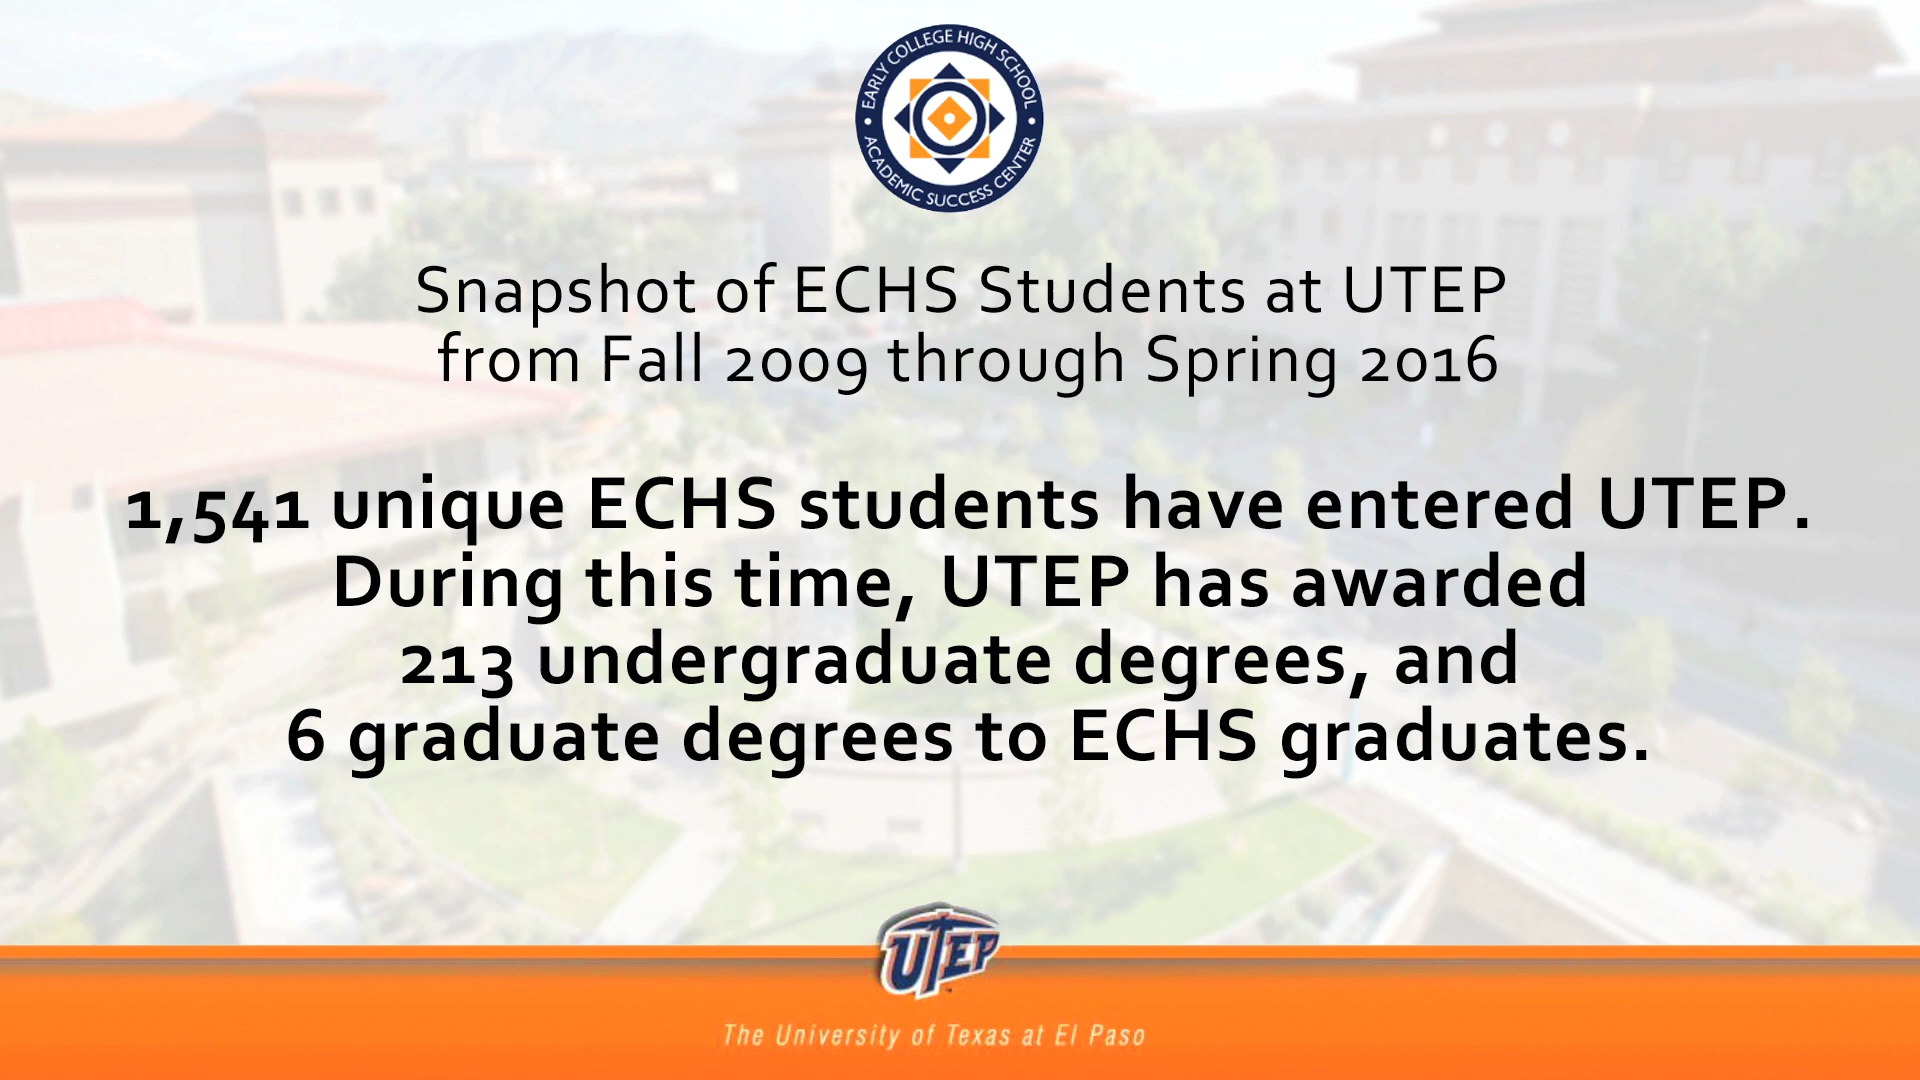 EARLY COLLEGE HIGH SCHOOL
ACADEMIC SUCCESS CENTER
Snapshot of ECHS Students at UTEP
from Fall 2009 through Spring 2016
1,541 unique ECHS students have entered UTEP.
During this time, UTEP has awarded
213 undergraduate degrees, and
6 graduate degrees to ECHS graduates.
UTEP
The University of Texas at El Paso